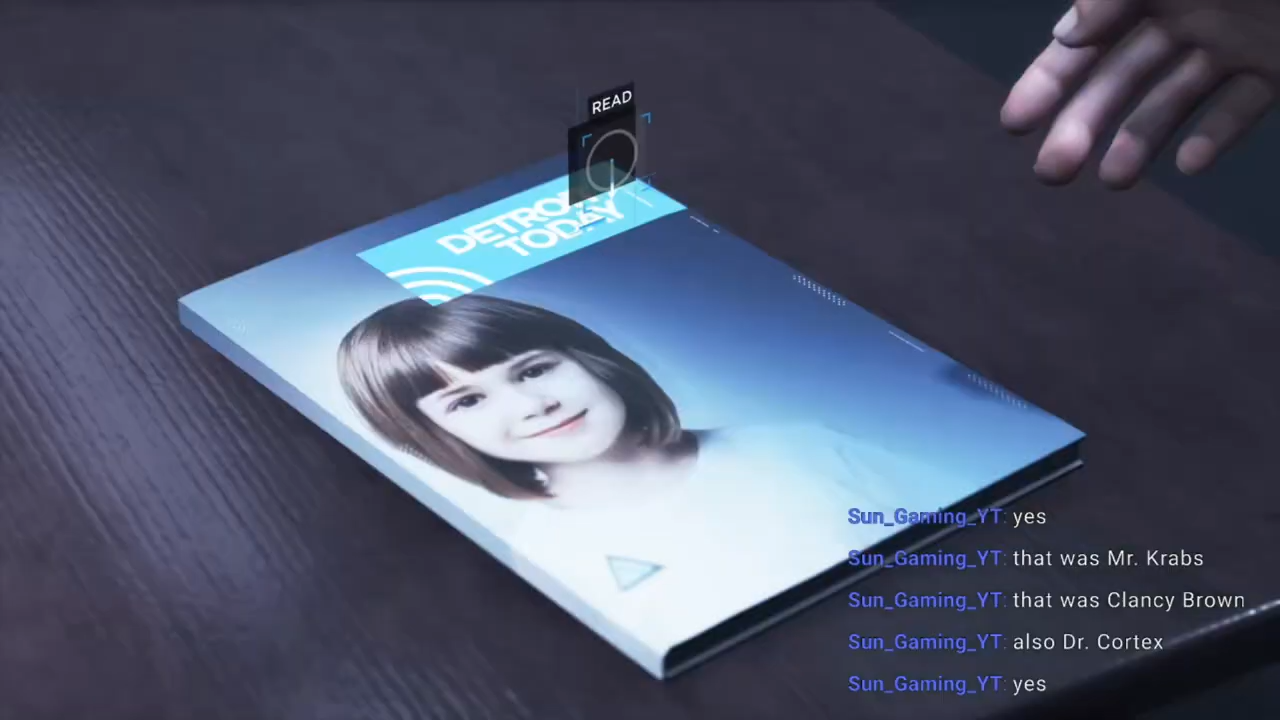 READ
DETROIT
TODAY
Sun_Gaming_YT: yes
Sun_Gaming_YT: that was Mr. Krabs
Sun_Gaming_YT: that was Clancy Brown
Sun_Gaming_YT: also Dr. Cortex
Sun_Gaming_YT: yes